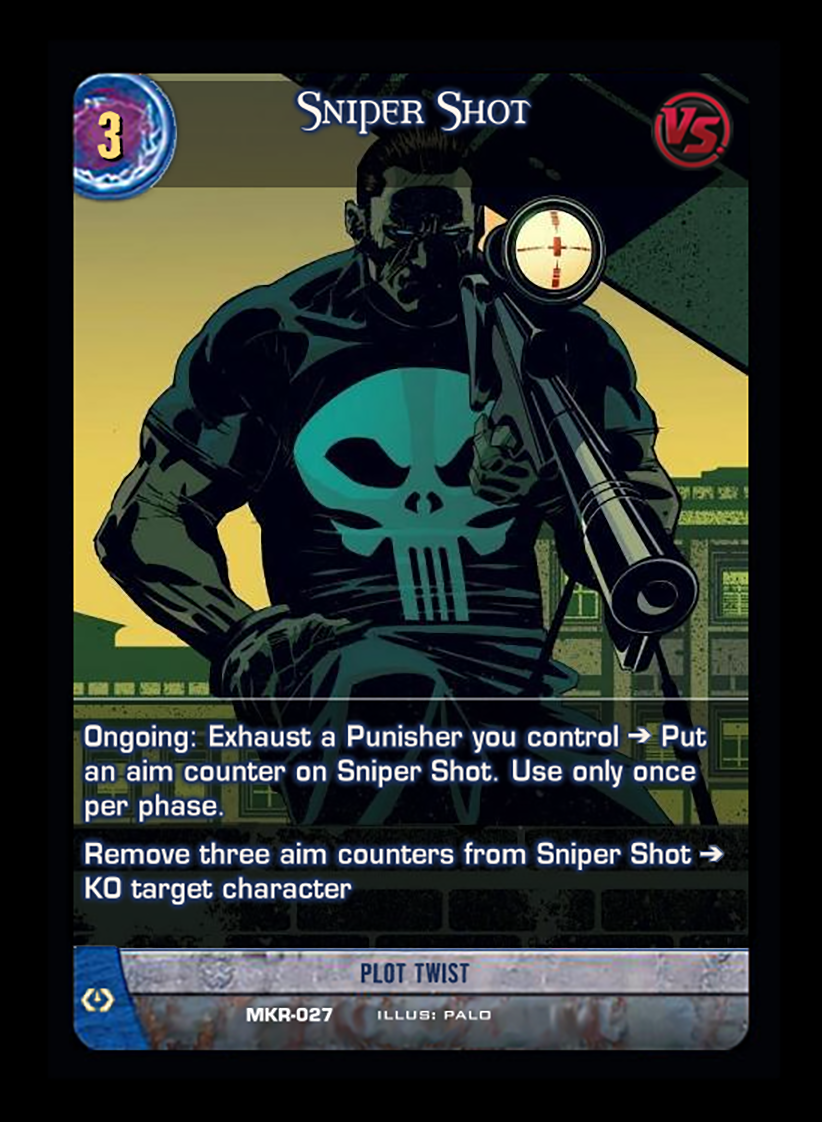 3
Sniper Shot
VS.
Ongoing: Exhaust a Punisher you control ➔ Put
an aim counter on Sniper Shot. Use only once
per phase.
Remove three aim counters from Sniper Shot ➔
KO target character
PLOT TWIST
MKR-027 ILLUS: PALO